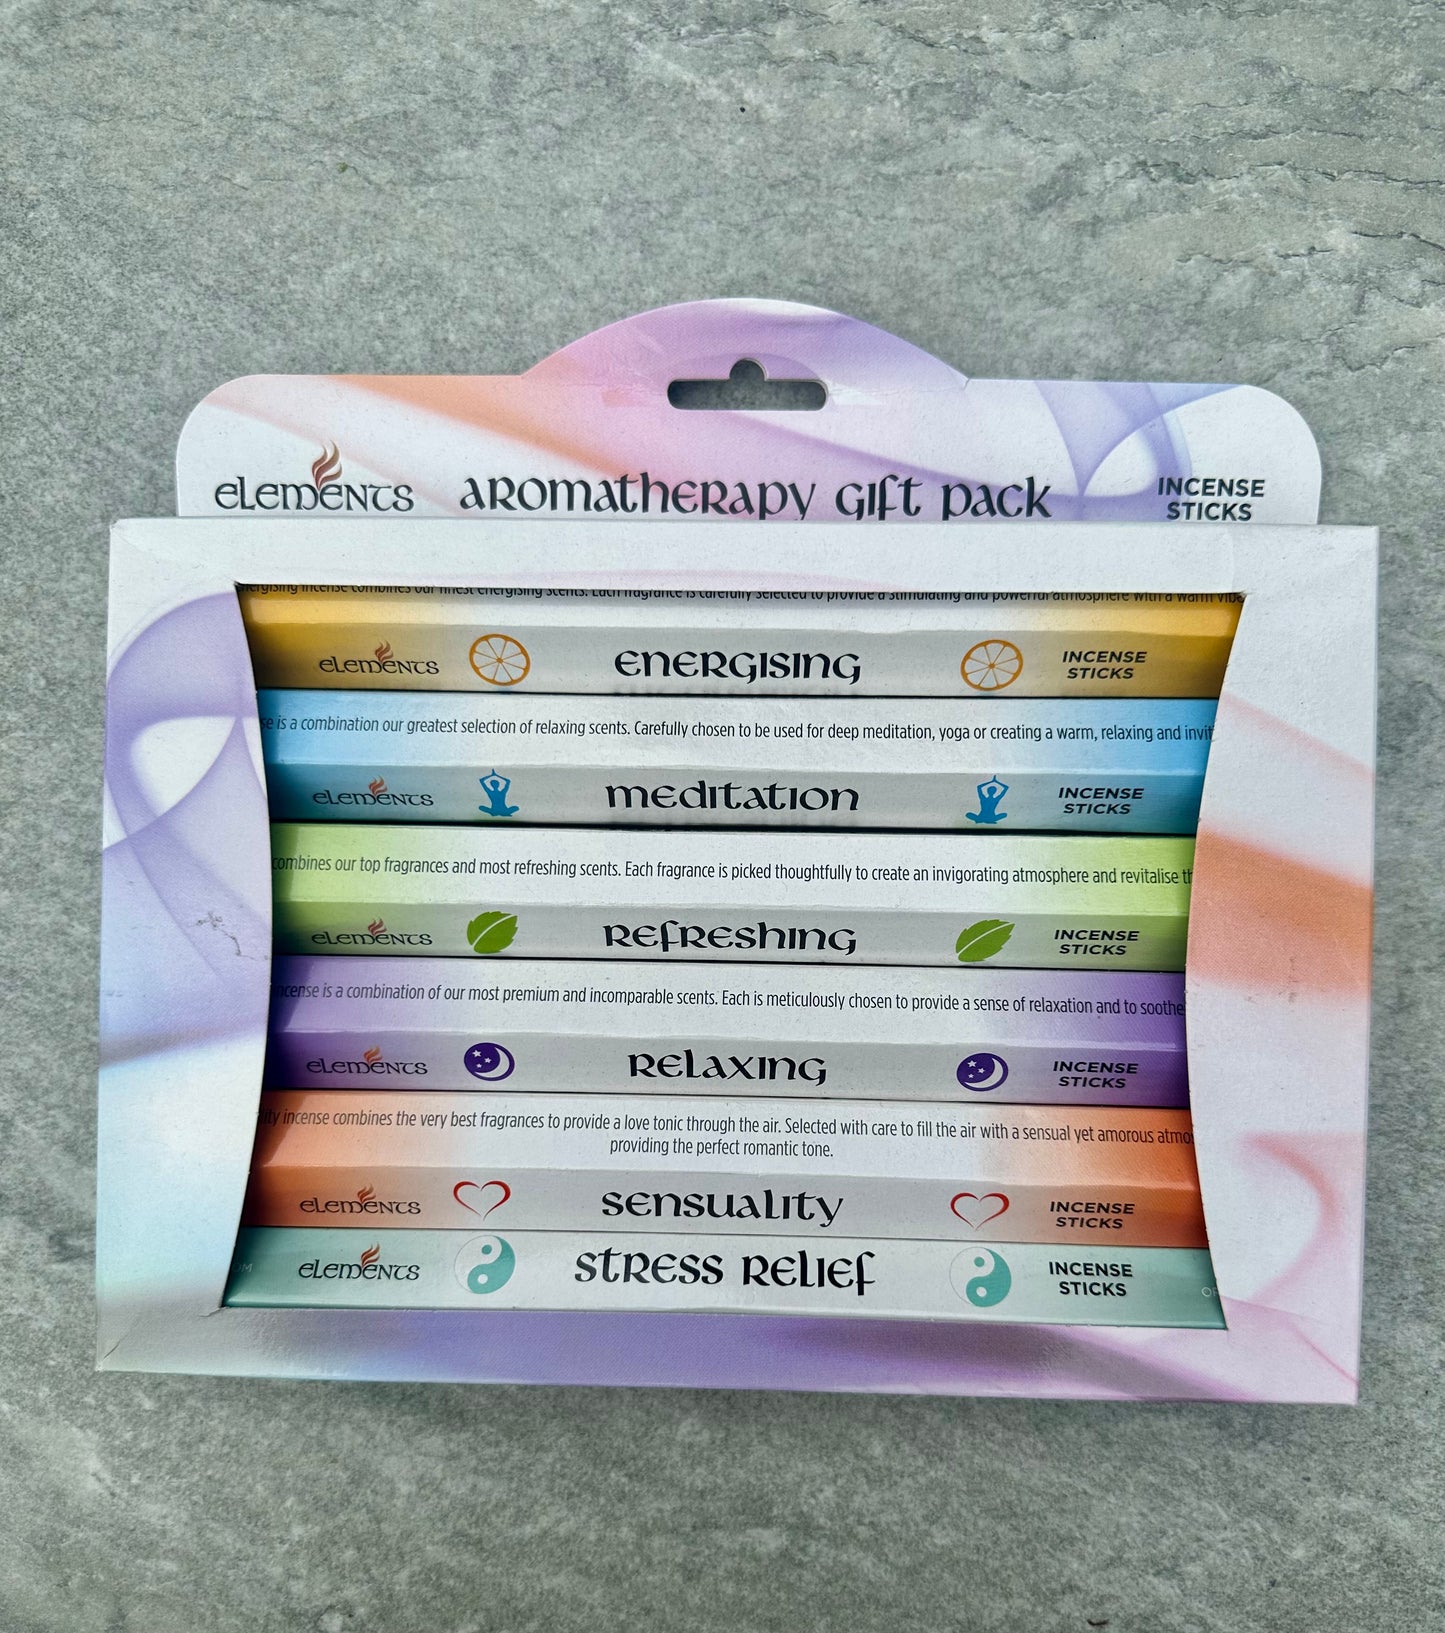 elements
aromatherapy gift pack
INCENSE
STICKS
energising incense combines our finest energising scents. Each fragrance is carefully selected to provide a stimulating and powerful atmosphere with a warm vibe
elements
energising
INCENSE
STICKS
is a combination our greatest selection of relaxing scents. Carefully chosen to be used for deep meditation, yoga or creating a warm, relaxing and
elements
meditation
INCENSE
STICKS
combines our top fragrances and most refreshing scents. Each fragrance is picked thoughtfully to create an invigorating atmosphere and revitalise
elements
refreshing
INCENSE
STICKS
incense is a combination of our most premium and incomparable scents. Each is meticulously chosen to provide a sense of relaxation and to soothe
elements
relaxing
INCENSE
STICKS
incense combines the very best fragrances to provide a love tonic through the air. Selected with care to fill the air with a sensual yet amorous
providing the perfect romantic tone.
elements
sensuality
INCENSE
STICKS
elements
stress relief
INCENSE
STICKS